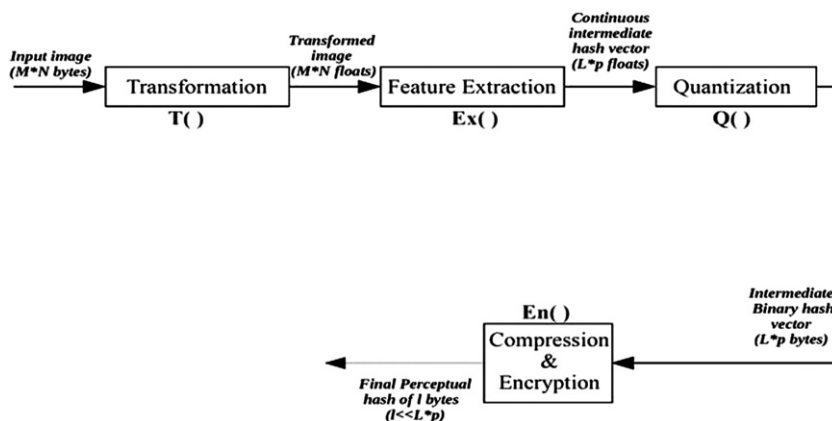 Input image
(M*N bytes)
Transformation
T( )
Transformed
image
(M*N floats)
Feature Extraction
Ex( )
Continuous
intermediate
hash vector
(L*p floats)
Quantization
Q( )
Intermediate
Binary hash
vector
(L*p bytes)
En( )
Compression
&
Encryption
Final Perceptual
hash of l bytes
(l<<L*p)